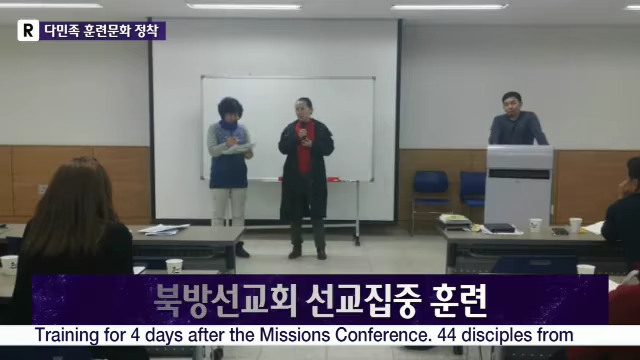 R 다민족 훈련문화 정착
북방선교회 선교집중 훈련
Training for 4 days after the Missions Conference. 44 disciples from